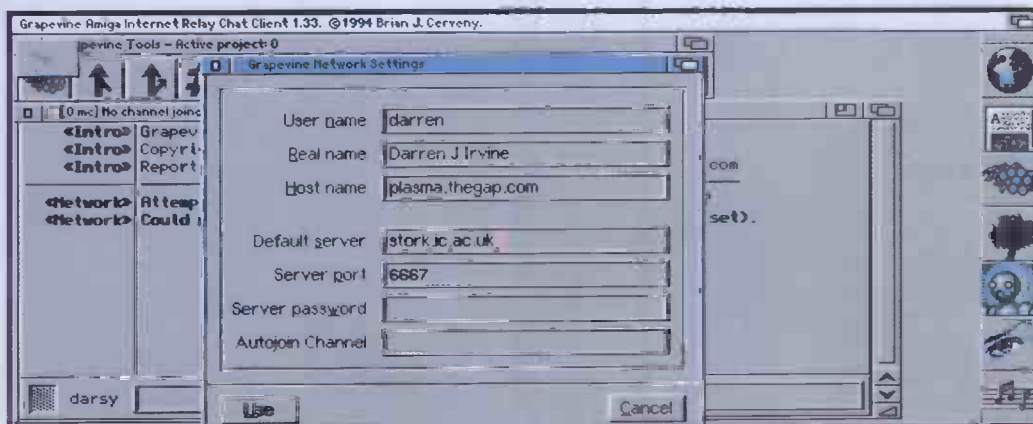 Grapevine Amiga Internet Relay Chat Client 1.33. ©1994 Brian J. Cerveny.
pevine Tools - Active project: 0
Grapevine Network Settings
[0 mc] No channel joine
<Intro> Grapev
<Intro> Copyri
<Intro> Report
com
<Network> Attemp
<Network> Could
set).
User name darren
Real name Darren J Irvine
Host name plasma.thegap.com
Default server stork.ic.ac.uk
Server port 6667
Server password
Autojoin Channel
darsy
Use
Cancel